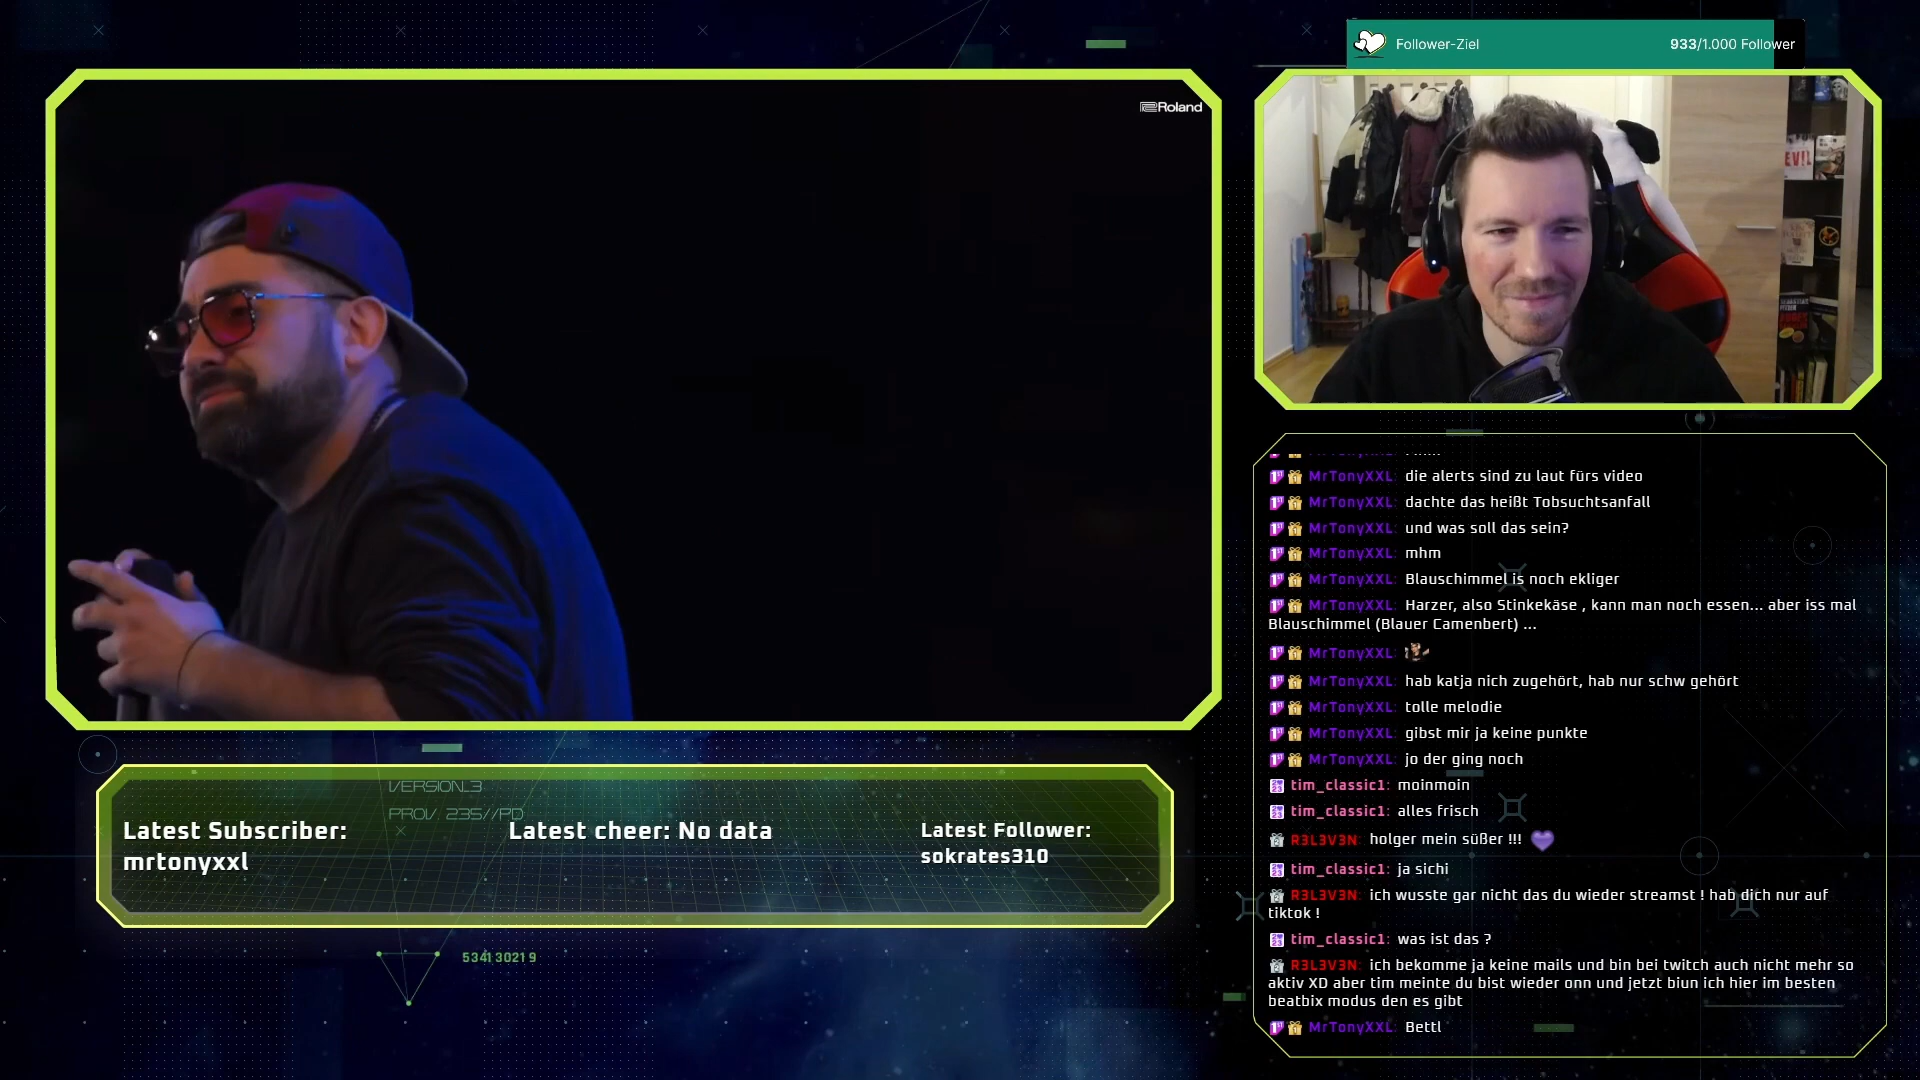 Follower-Ziel 933/1.000 Follower
Roland
EVIL
MrTonyXXL: die alerts sind zu laut fürs video
MrTonyXXL: dachte das heißt Tobsuchtsanfall
MrTonyXXL: und was soll das sein?
MrTonyXXL: mhm
MrTonyXXL: Blauschimmel is noch ekliger
MrTonyXXL: Harzer, also Stinkekäse , kann man noch essen... aber iss mal
Blauschimmel (Blauer Camenbert) ...
MrTonyXXL:
MrTonyXXL: hab katja nich zugehört, hab nur schw gehört
MrTonyXXL: tolle melodie
MrTonyXXL: gibst mir ja keine punkte
MrTonyXXL: jo der ging noch
tim_classic1: moinmoin
tim_classic1: alles frisch
R3L3V3N: holger mein süßer !!!
tim_classic1: ja sichi
R3L3V3N: ich wusste gar nicht das du wieder streamst ! hab dich nur auf
tiktok !
tim_classic1: was ist das ?
R3L3V3N: ich bekomme ja keine mails und bin bei twitch auch nicht mehr so
aktiv XD aber tim meinte du bist wieder onn und jetzt biun ich hier im besten
beatbix modus den es gibt
MrTonyXXL: Bettl
VERSION_3
PROV. 235//PD
Latest Subscriber:
mrtonyxxl
Latest cheer: No data
Latest Follower:
sokrates310
5341 3021 9